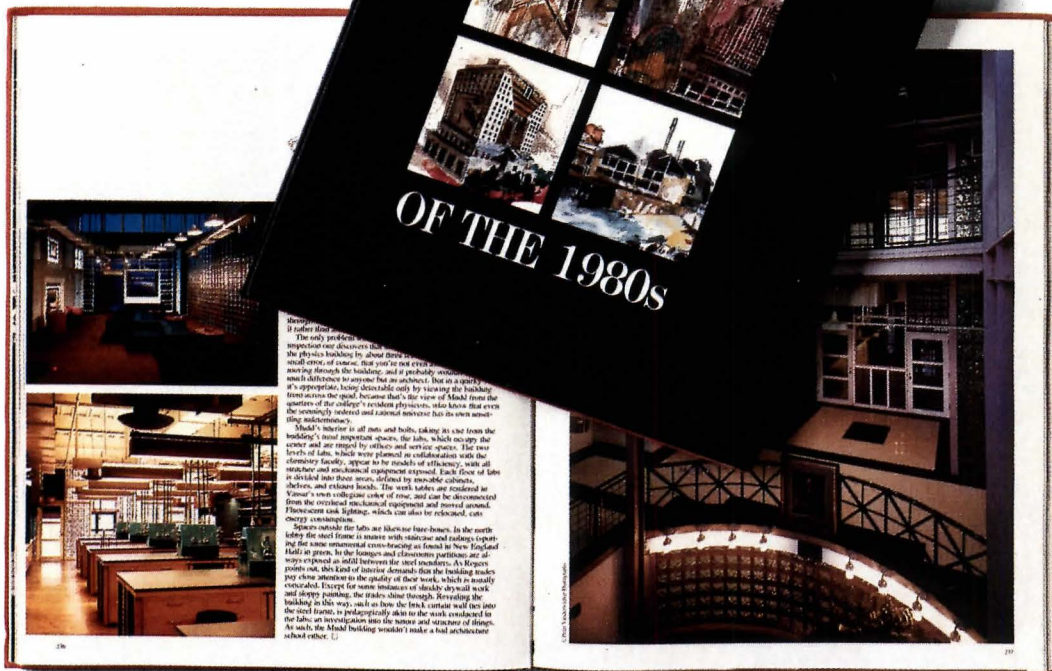 OF THE 1980s
it rather than
The only problem
inspection one discovers that
the physics building by about three
small error, of course, that you're not even
moving through the building, and it probably
much difference to anyone but an architect. But in a quirky
it's appropriate, being detectable only by viewing the building
from across the quad, because that's the view of Mudd from the
quarters of the college's resident physicists, who know that even
the seemingly ordered and rational universe has its own unset-
tling
Mudd's interior is all nuts and bolts, taking its cue from the
building's most important spaces, the labs, which occupy the
center and are ringed by offices and service spaces. The two
levels of labs, which were planned in collaboration with the
chemistry faculty, appear to be models of efficiency, with all
structure and mechanical equipment exposed. Each floor of labs
is divided into three areas, defined by movable cabinets,
shelves, and exhaust hoods. The work tables are rendered in
Vassar's own collegiate color of rose, and can be disconnected
from the overhead mechanical equipment and moved around.
Fluorescent task lighting, which can also be relocated, cuts
energy consumption.
Spaces outside the labs are likewise bare-bones. In the north
lobby the steel frame is mated with staircase and railings (sport-
ing the same ornamental cross-bracing as found in New England
Hall) in green. In the lounges and classrooms partitions are al-
ways exposed as infill between the steel members. As Rogers
points out, this kind of interior demands that the building trades
pay close attention to the quality of their work, which is usually
concealed. Except for some instances of shoddy drywall work
and sloppy painting, the trades shine through. Revealing the
building in this way, such as how the brick curtain wall ties into
the steel frame, is pedagogically akin to the work conducted in
the labs: an investigation into the nature and structure of things.
As such, the Mudd building wouldn't make a bad architecture
school either.